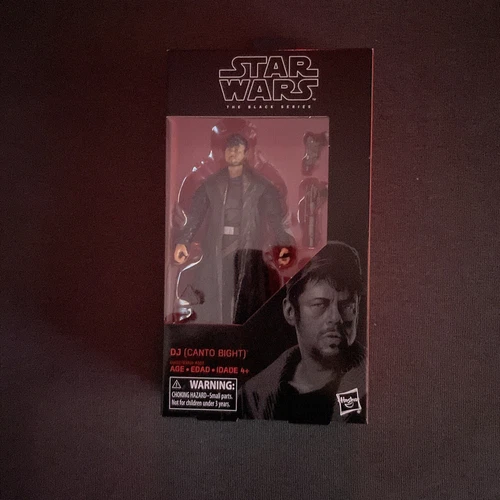 STAR
WARS
THE BLACK SERIES
DJ (CANTO BIGHT)
AGE • EDAD • IDADE 4+
⚠ WARNING:
CHOKING HAZARD–Small parts.
Not for children under 3 years.
Hasbro